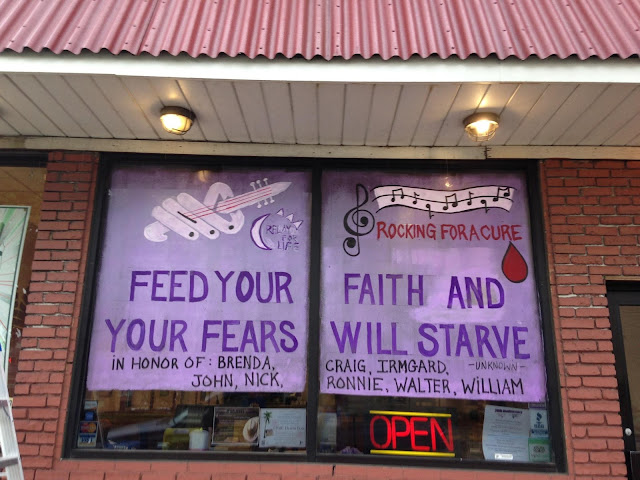 RELAY
FOR
LIFE
ROCKING FOR A CURE
FEED YOUR FAITH AND
YOUR FEARS WILL STARVE
IN HONOR OF: BRENDA, CRAIG, IRMGARD, -UNKNOWN-
JOHN, NICK, RONNIE, WALTER, WILLIAM
OPEN